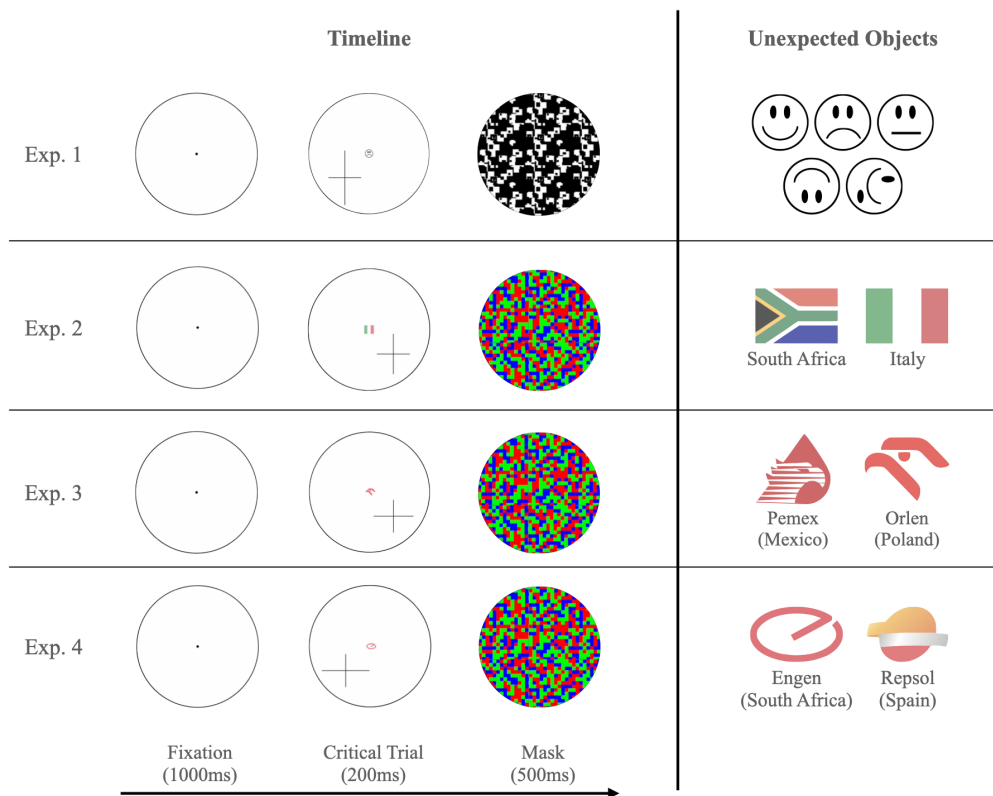 Timeline
Unexpected Objects
Exp. 1
Exp. 2
South Africa
Italy
Exp. 3
Pemex
(Mexico)
Orlen
(Poland)
Exp. 4
Engen
(South Africa)
Repsol
(Spain)
Fixation
(1000ms)
Critical Trial
(200ms)
Mask
(500ms)